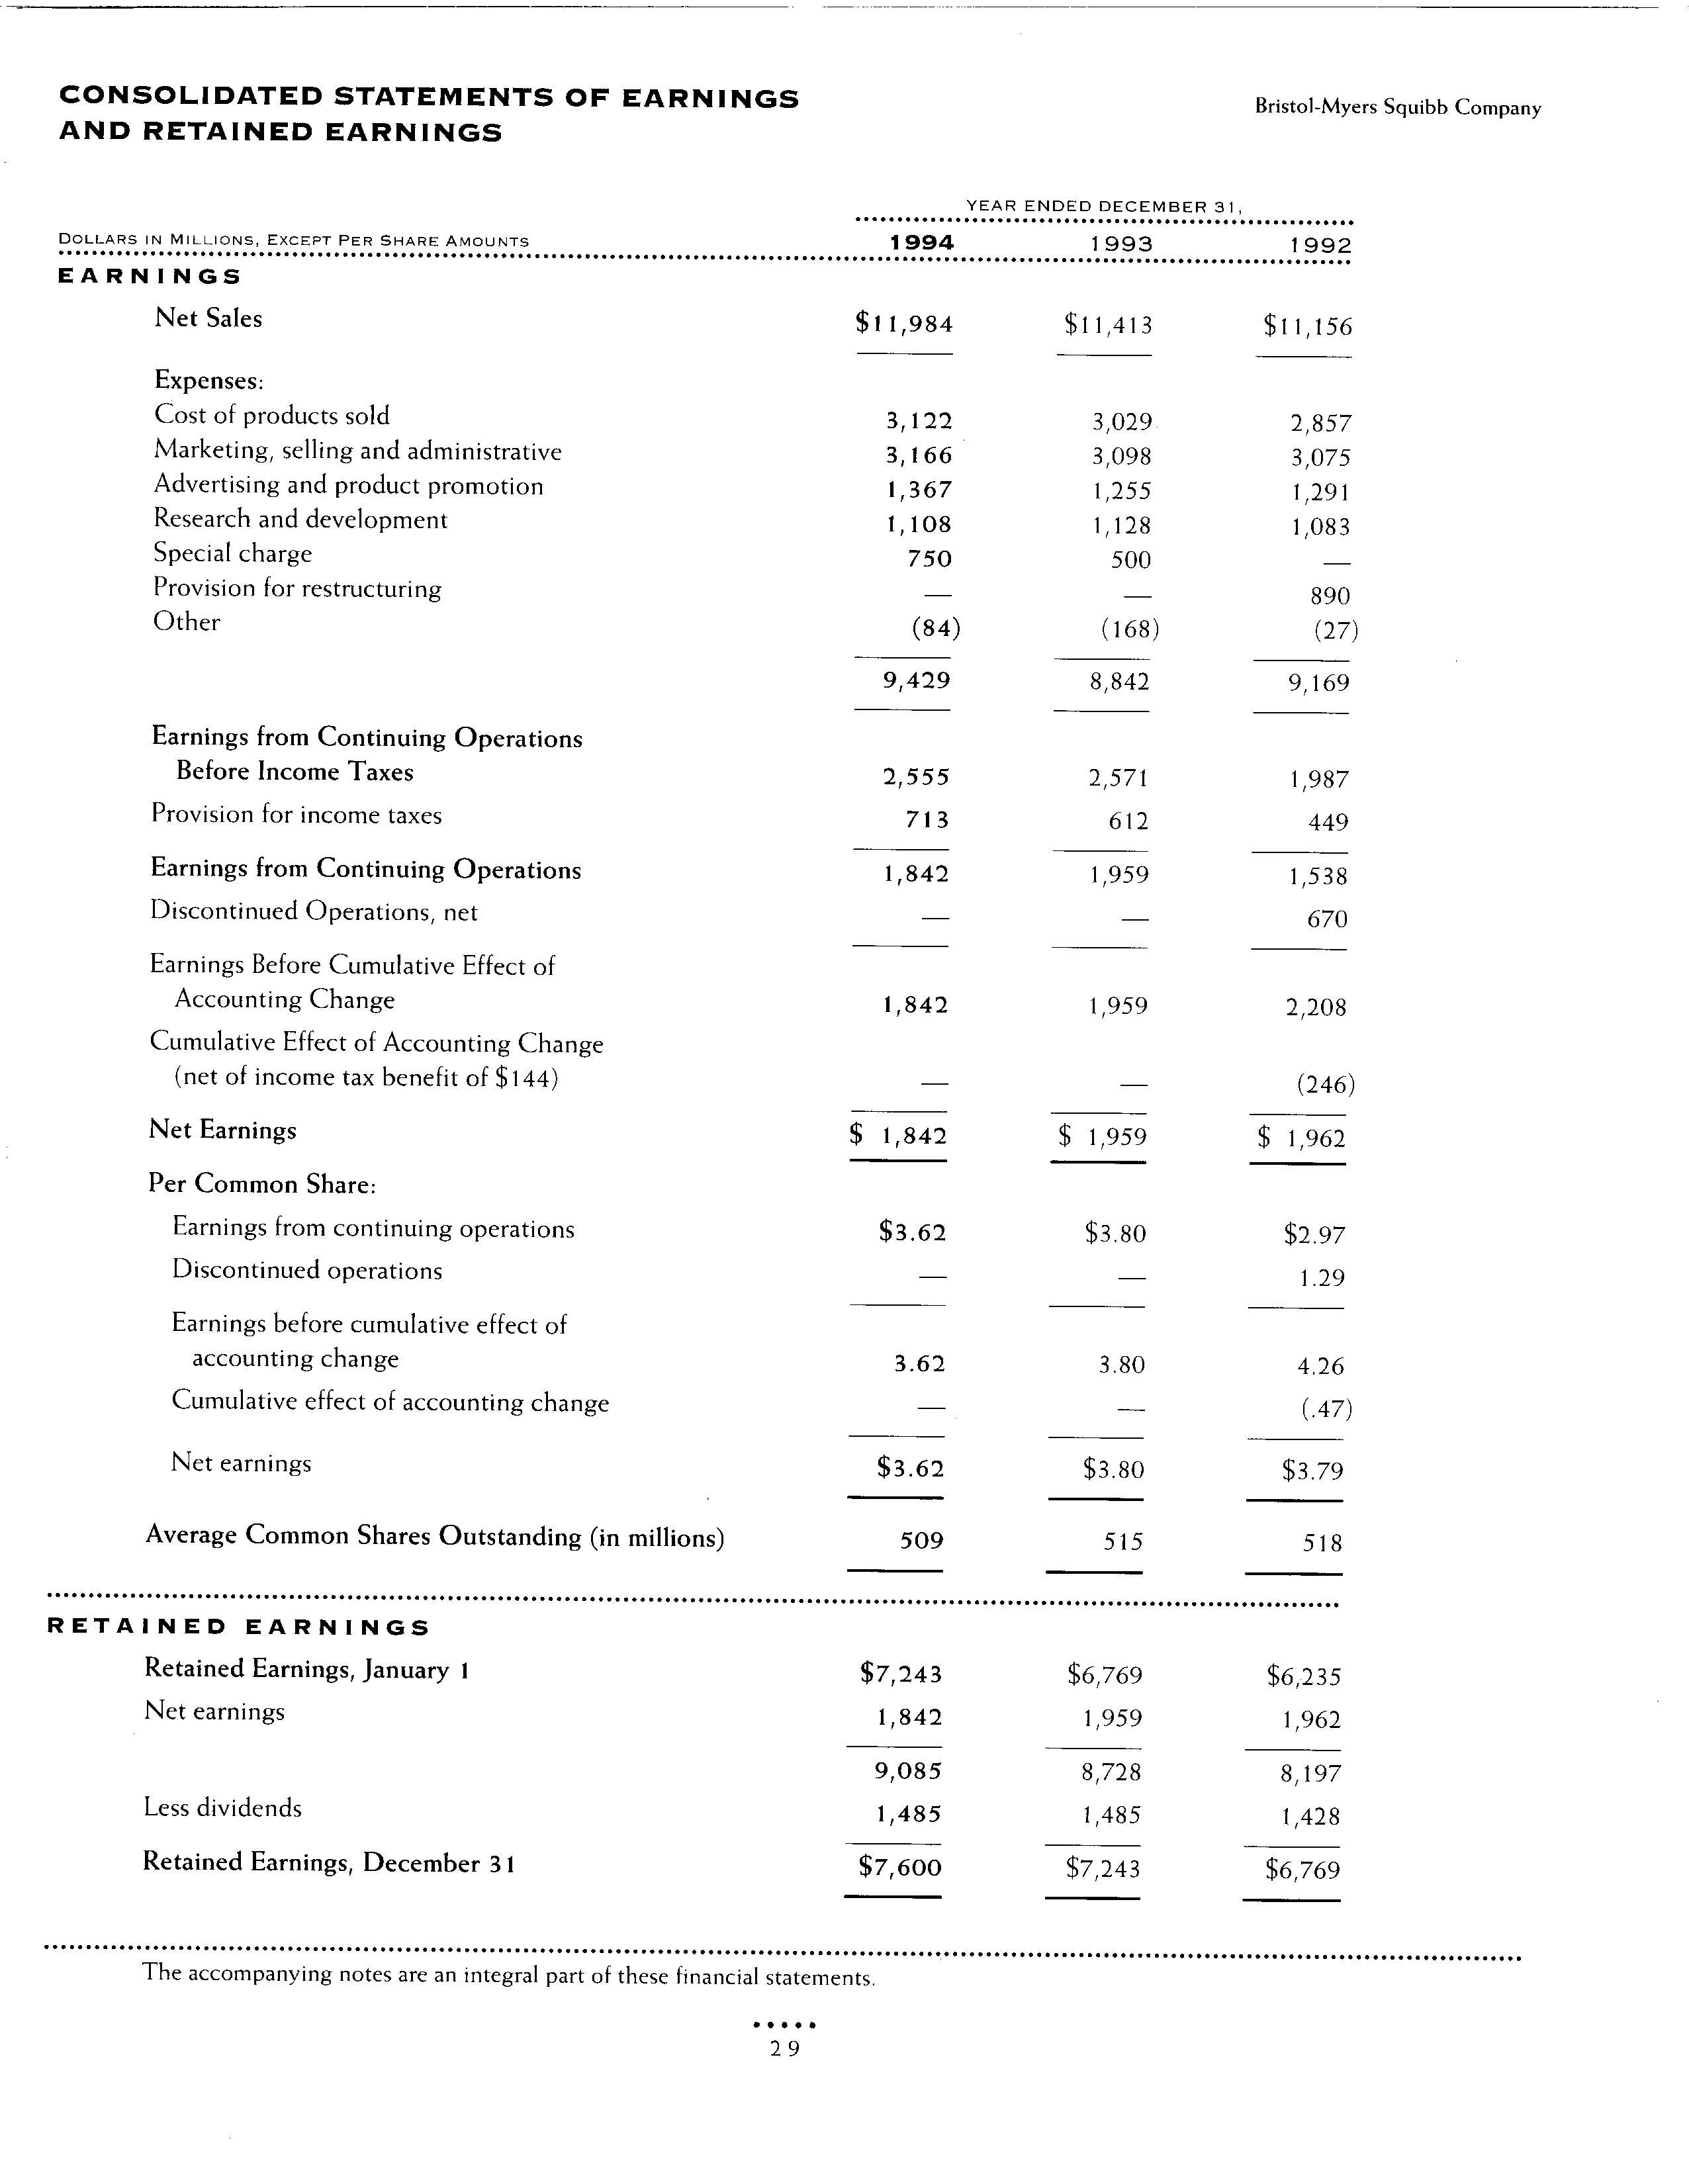 CONSOLIDATED STATEMENTS OF EARNINGS
AND RETAINED EARNINGS
Bristol-Myers Squibb Company
YEAR ENDED DECEMBER 31,
DOLLARS IN MILLIONS, EXCEPT PER SHARE AMOUNTS 1994 1993 1992
EARNINGS
Net Sales $11,984 $11,413 $11,156
Expenses:
Cost of products sold 3,122 3,029 2,857
Marketing, selling and administrative 3,166 3,098 3,075
Advertising and product promotion 1,367 1,255 1,291
Research and development 1,108 1,128 1,083
Special charge 750 500 —
Provision for restructuring — — 890
Other (84) (168) (27)
9,429 8,842 9,169
Earnings from Continuing Operations
Before Income Taxes 2,555 2,571 1,987
Provision for income taxes 713 612 449
Earnings from Continuing Operations 1,842 1,959 1,538
Discontinued Operations, net — — 670
Earnings Before Cumulative Effect of
Accounting Change 1,842 1,959 2,208
Cumulative Effect of Accounting Change
(net of income tax benefit of $144) — — (246)
Net Earnings $ 1,842 $ 1,959 $ 1,962
Per Common Share:
Earnings from continuing operations $3.62 $3.80 $2.97
Discontinued operations — — 1.29
Earnings before cumulative effect of
accounting change 3.62 3.80 4.26
Cumulative effect of accounting change — — (.47)
Net earnings $3.62 $3.80 $3.79
Average Common Shares Outstanding (in millions) 509 515 518
RETAINED EARNINGS
Retained Earnings, January 1 $7,243 $6,769 $6,235
Net earnings 1,842 1,959 1,962
9,085 8,728 8,197
Less dividends 1,485 1,485 1,428
Retained Earnings, December 31 $7,600 $7,243 $6,769
The accompanying notes are an integral part of these financial statements.
29